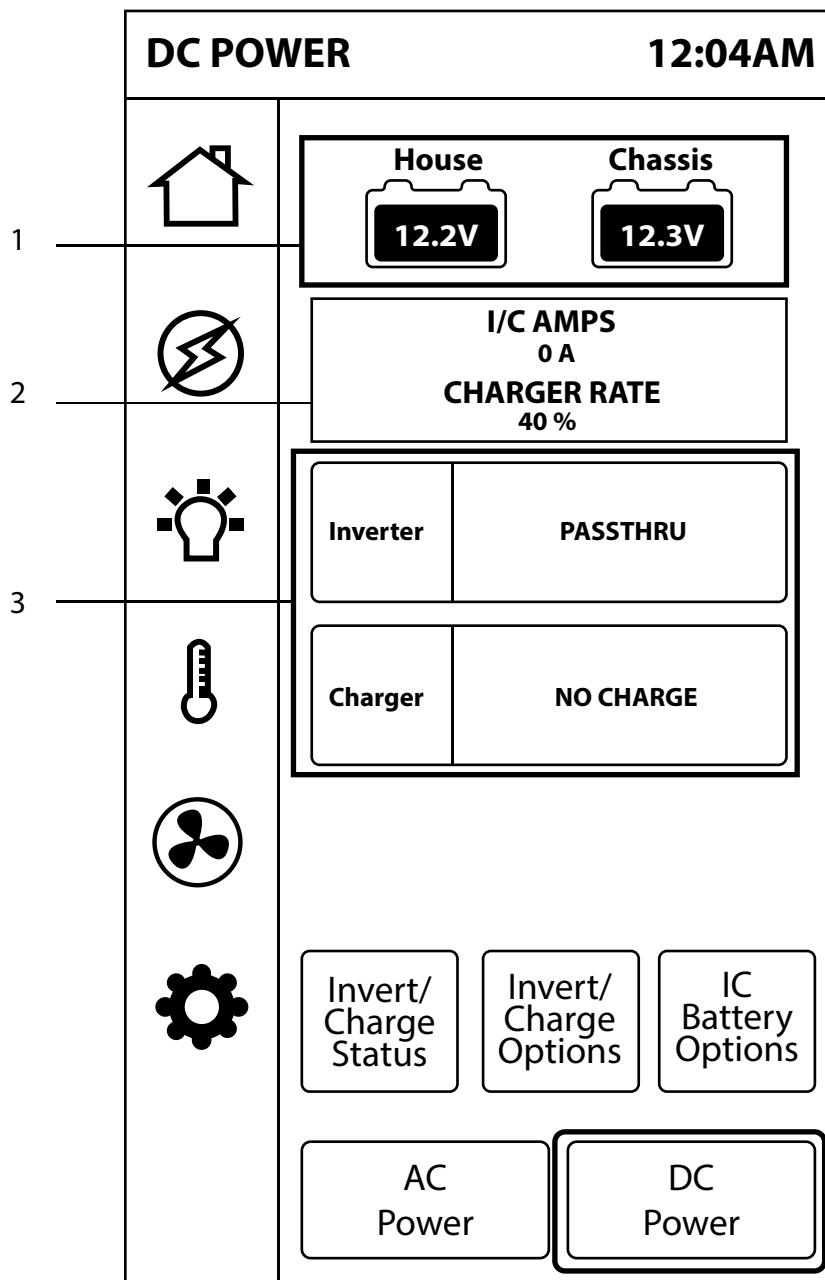 DC POWER 12:04AM
House Chassis
1
12.2V 12.3V
I/C AMPS
0 A
2
CHARGER RATE
40 %
Inverter PASSTHRU
3
Charger NO CHARGE
Invert/
Charge
Status
Invert/
Charge
Options
IC
Battery
Options
AC
Power
DC
Power